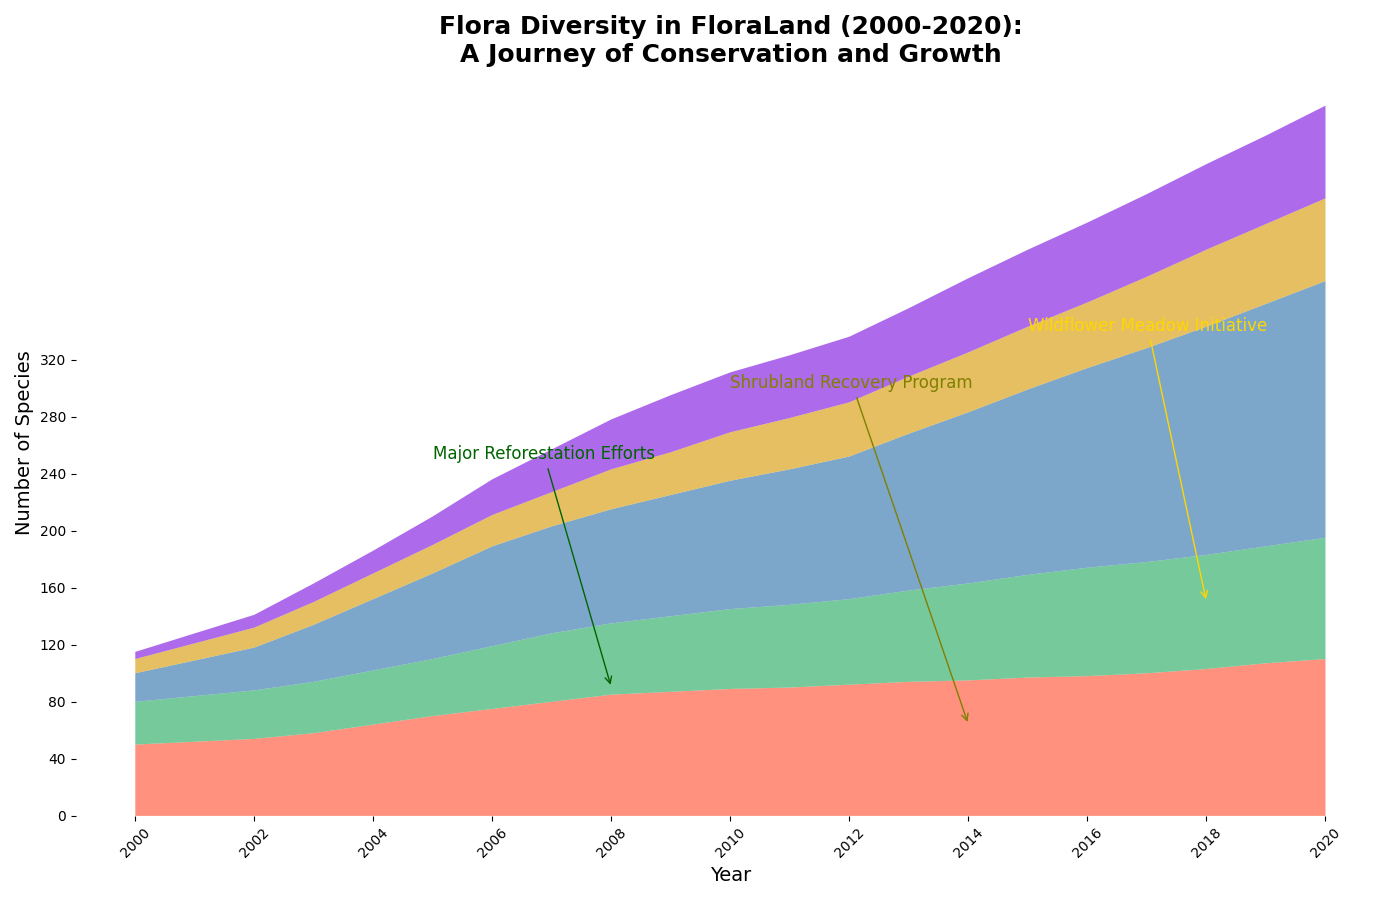 Flora Diversity in FloraLand (2000-2020):
A Journey of Conservation and Growth
Number of Species
320
280
240
200
160
120
80
40
0
Wildflower Meadow Initiative
Shrubland Recovery Program
Major Reforestation Efforts
2000
2002
2004
2006
2008
2010
2012
2014
2016
2018
2020
Year